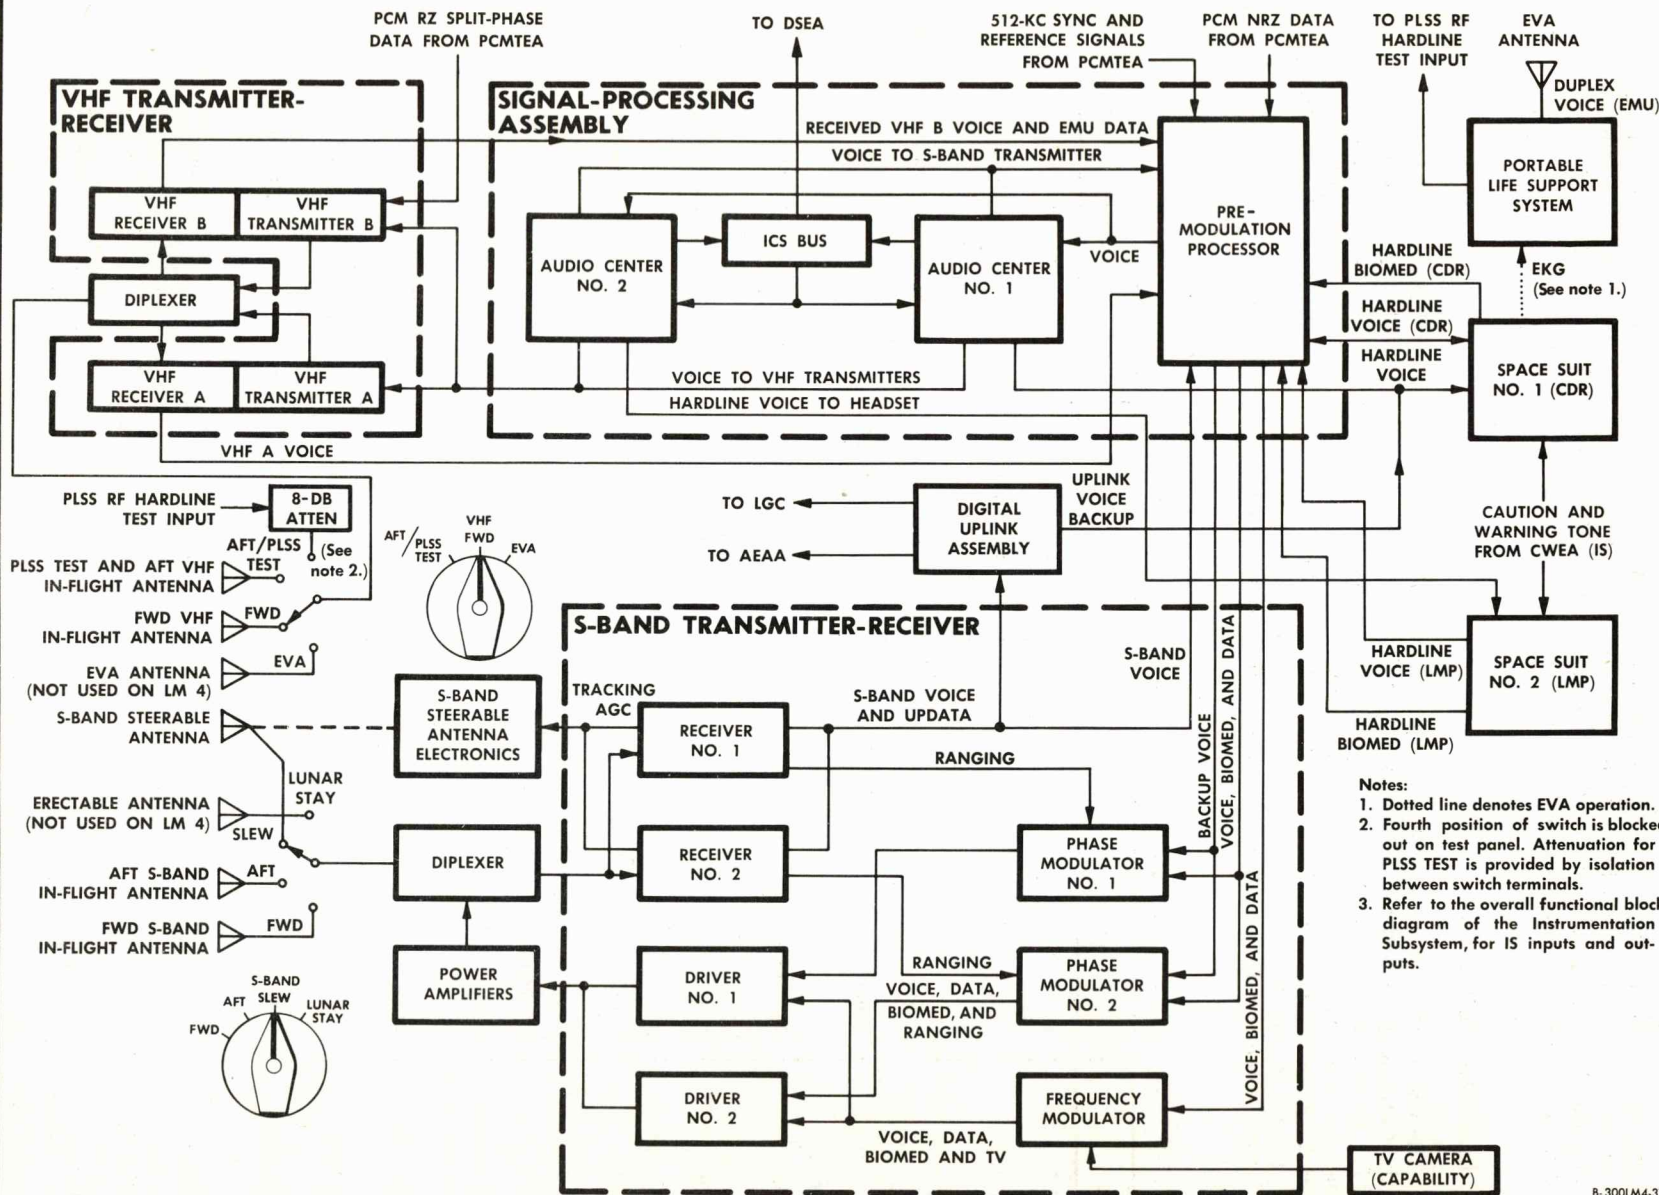 PCM RZ SPLIT-PHASE
DATA FROM PCMTEA
TO DSEA
512-KC SYNC AND
REFERENCE SIGNALS
FROM PCMTEA
PCM NRZ DATA
FROM PCMTEA
TO PLSS RF
HARDLINE
TEST INPUT
EVA
ANTENNA
DUPLEX
VOICE (EMU)
VHF TRANSMITTER-
RECEIVER
SIGNAL-PROCESSING
ASSEMBLY
RECEIVED VHF B VOICE AND EMU DATA
VOICE TO S-BAND TRANSMITTER
VHF
RECEIVER B
VHF
TRANSMITTER B
DIPLEXER
VHF
RECEIVER A
VHF
TRANSMITTER A
AUDIO CENTER
NO. 2
ICS BUS
AUDIO CENTER
NO. 1
VOICE
PRE-
MODULATION
PROCESSOR
PORTABLE
LIFE SUPPORT
SYSTEM
HARDLINE
BIOMED (CDR)
EKG
(See note 1.)
HARDLINE
VOICE (CDR)
HARDLINE
VOICE
SPACE SUIT
NO. 1 (CDR)
VOICE TO VHF TRANSMITTERS
HARDLINE VOICE TO HEADSET
VHF A VOICE
PLSS RF HARDLINE
TEST INPUT
8-DB
ATTEN
AFT/PLSS
TEST
(See
note 2.)
PLSS TEST AND AFT VHF
IN-FLIGHT ANTENNA
FWD VHF
IN-FLIGHT ANTENNA
FWD
EVA ANTENNA
(NOT USED ON LM 4)
EVA
AFT/PLSS
TEST
VHF
FWD
EVA
TO LGC
TO AEAA
DIGITAL
UPLINK
ASSEMBLY
UPLINK
VOICE
BACKUP
CAUTION AND
WARNING TONE
FROM CWEA (IS)
S-BAND TRANSMITTER-RECEIVER
S-BAND
VOICE
HARDLINE
VOICE (LMP)
SPACE SUIT
NO. 2 (LMP)
HARDLINE
BIOMED (LMP)
S-BAND STEERABLE
ANTENNA
S-BAND
STEERABLE
ANTENNA
ELECTRONICS
TRACKING
AGC
RECEIVER
NO. 1
S-BAND VOICE
AND UPDATA
RANGING
BACKUP VOICE
VOICE, BIOMED, AND DATA
VOICE, BIOMED, AND DATA
LUNAR
STAY
ERECTABLE ANTENNA
(NOT USED ON LM 4)
SLEW
DIPLEXER
RECEIVER
NO. 2
PHASE
MODULATOR
NO. 1
AFT S-BAND
IN-FLIGHT ANTENNA
AFT
FWD S-BAND
IN-FLIGHT ANTENNA
FWD
POWER
AMPLIFIERS
DRIVER
NO. 1
RANGING
VOICE, DATA,
BIOMED, AND
RANGING
PHASE
MODULATOR
NO. 2
FWD
AFT
S-BAND
SLEW
LUNAR
STAY
DRIVER
NO. 2
FREQUENCY
MODULATOR
VOICE, DATA,
BIOMED AND TV
TV CAMERA
(CAPABILITY)
Notes:
1. Dotted line denotes EVA operation.
2. Fourth position of switch is blocked
out on test panel. Attenuation for
PLSS TEST is provided by isolation
between switch terminals.
3. Refer to the overall functional block
diagram of the Instrumentation
Subsystem, for IS inputs and out-
puts.